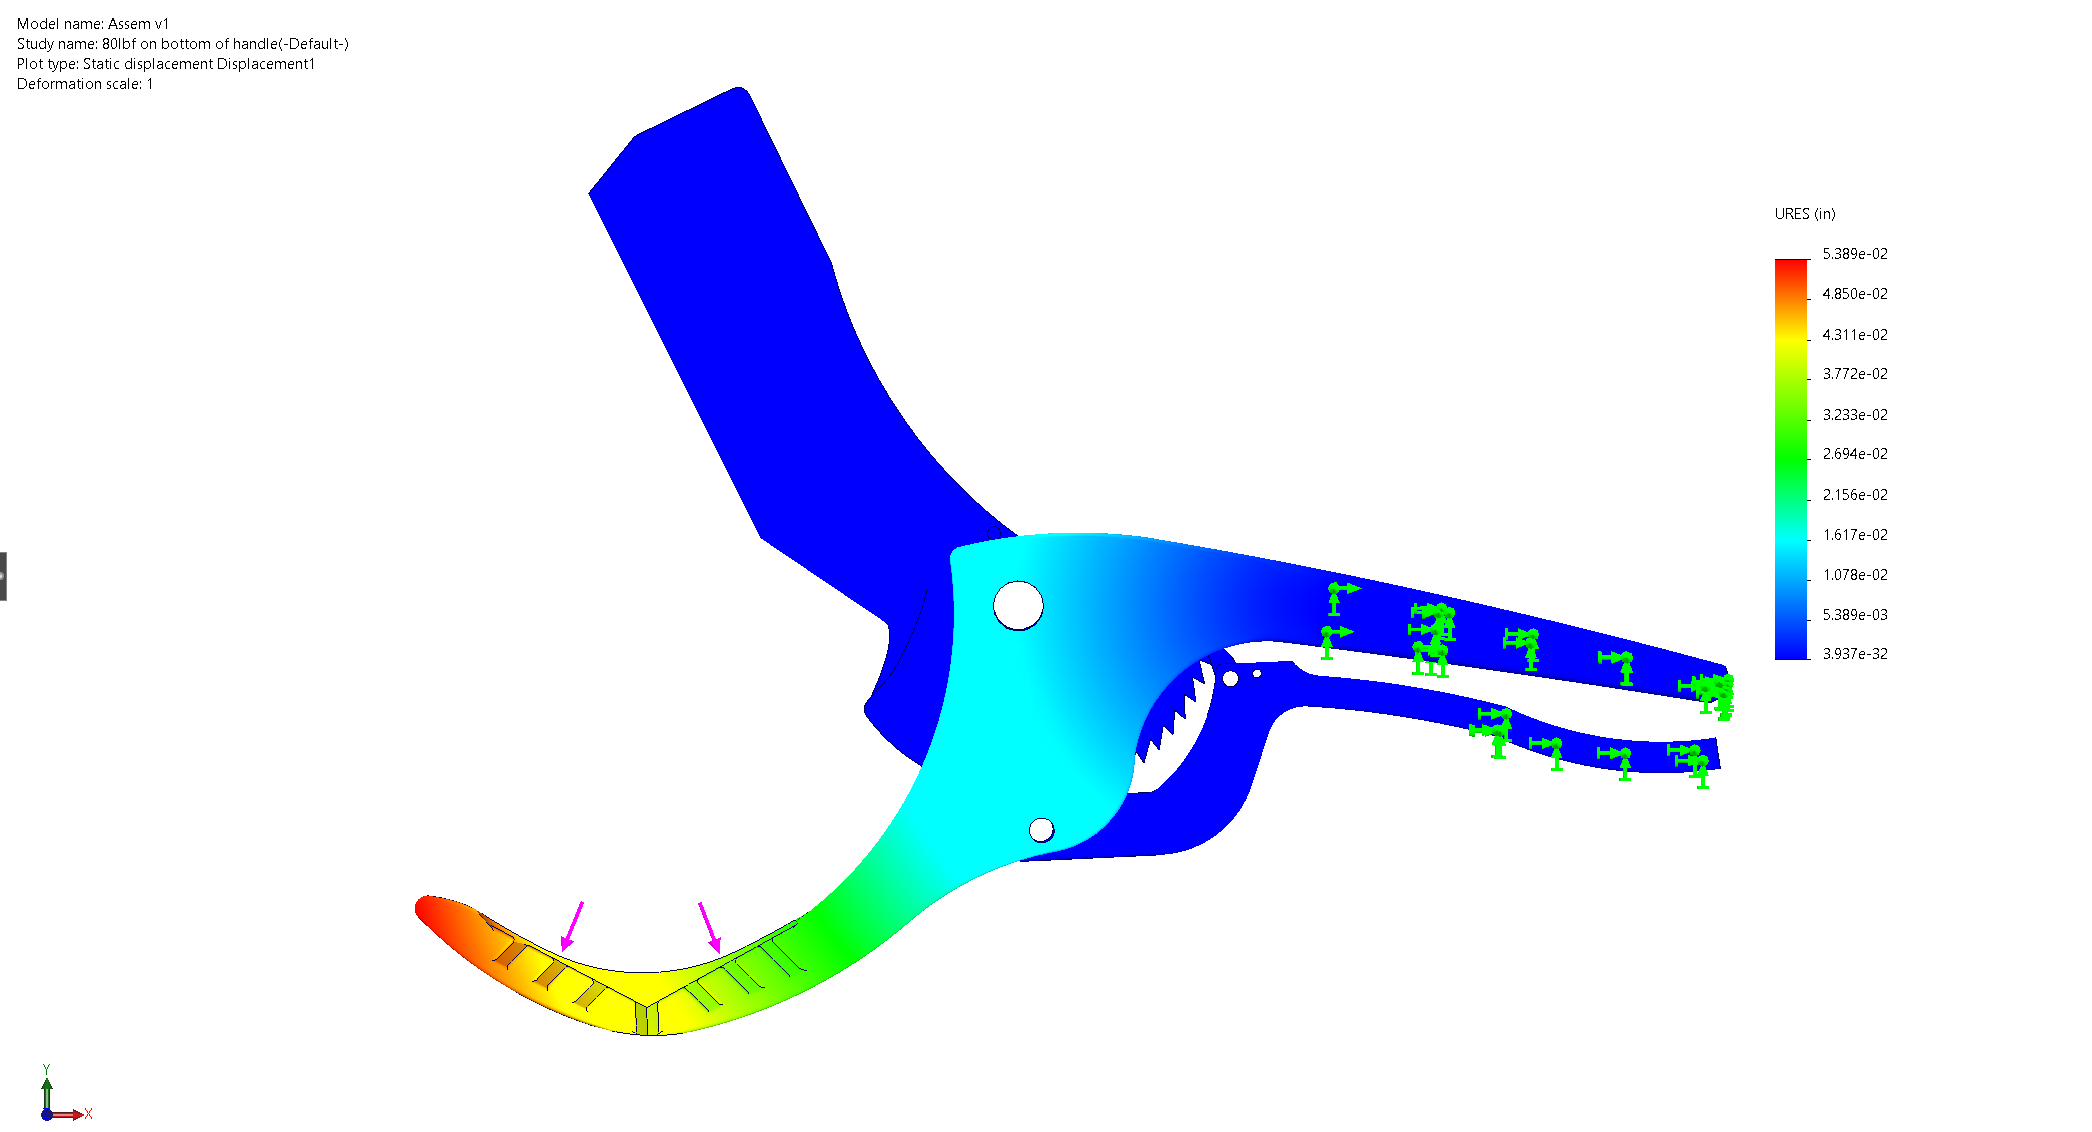 Model name: Assem v1
Study name: 80lbf on bottom of handle(-Default-)
Plot type: Static displacement Displacement1
Deformation scale: 1
URES (in)
5.389e-02
4.850e-02
4.311e-02
3.772e-02
3.233e-02
2.694e-02
2.156e-02
1.617e-02
1.078e-02
5.389e-03
3.937e-32
Y
X